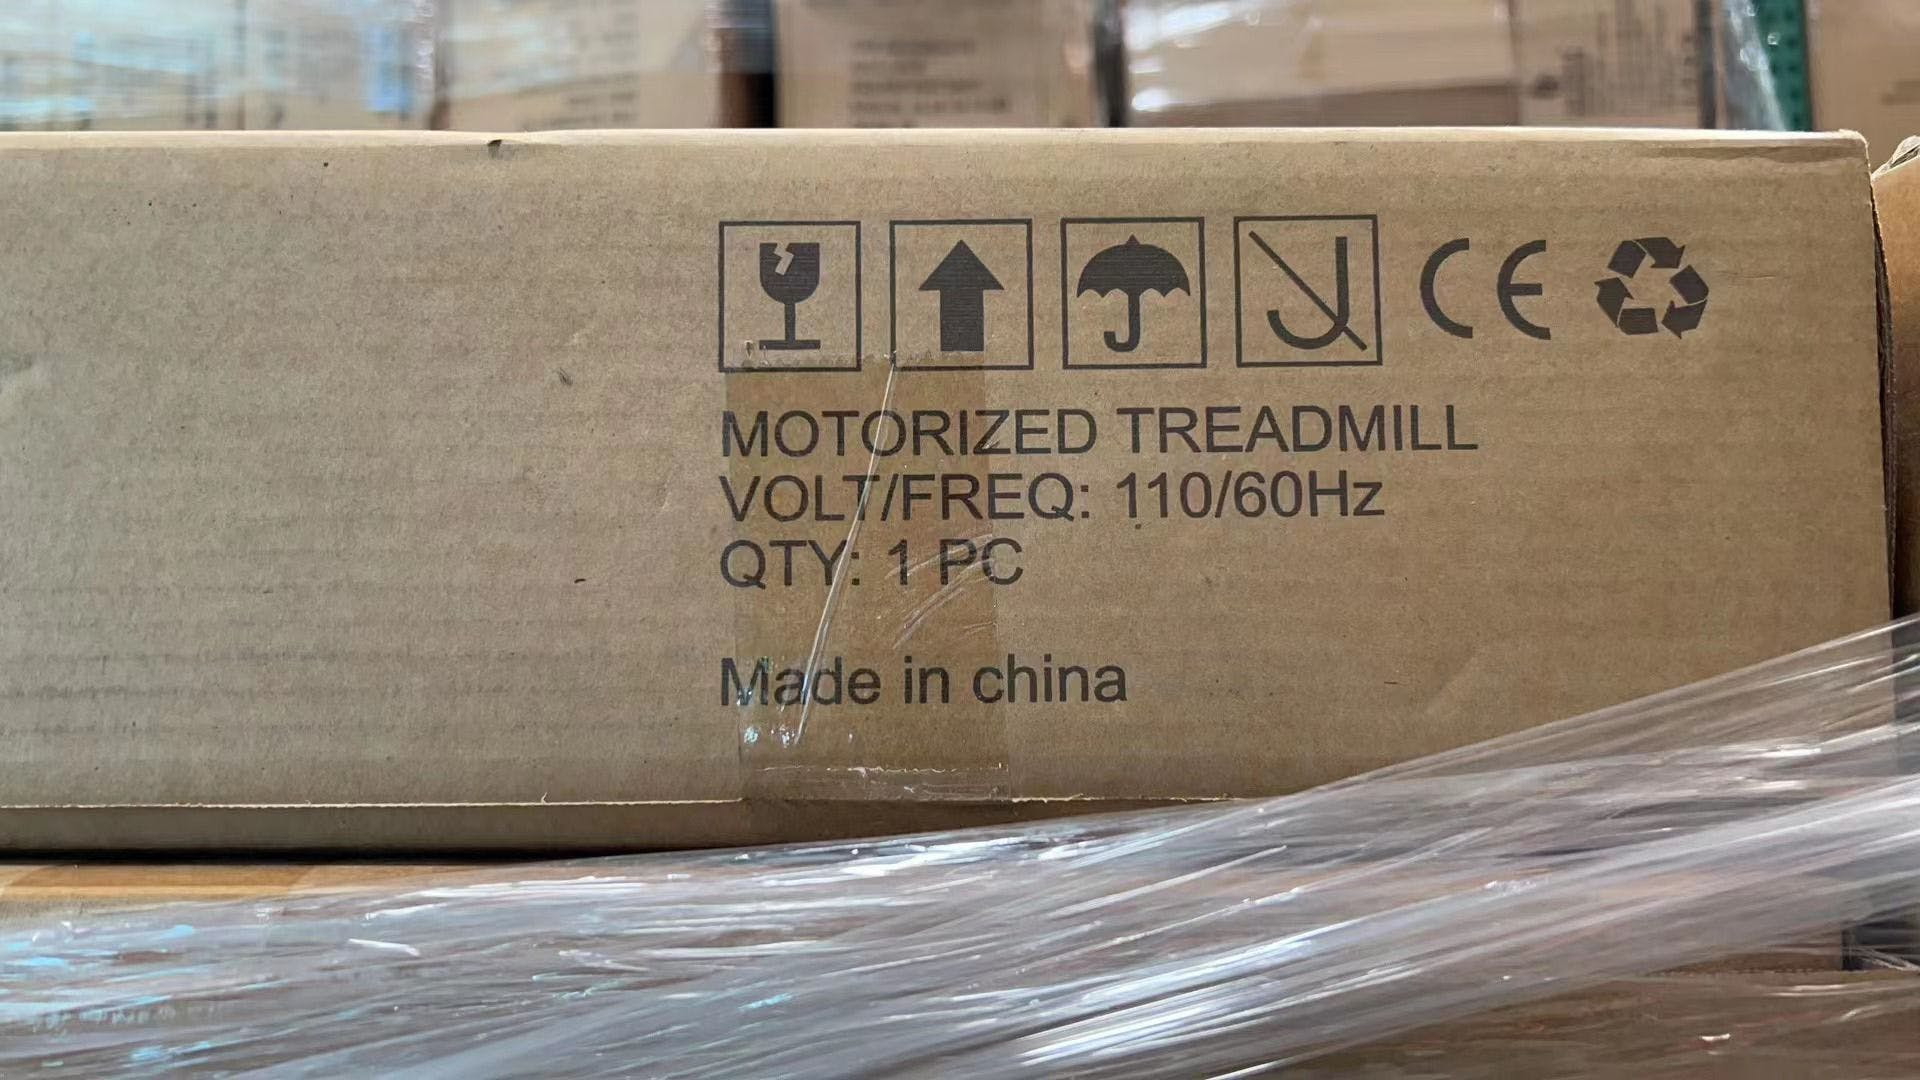 CE
MOTORIZED TREADMILL
VOLT/FREQ: 110/60Hz
QTY: 1 PC
Made in china